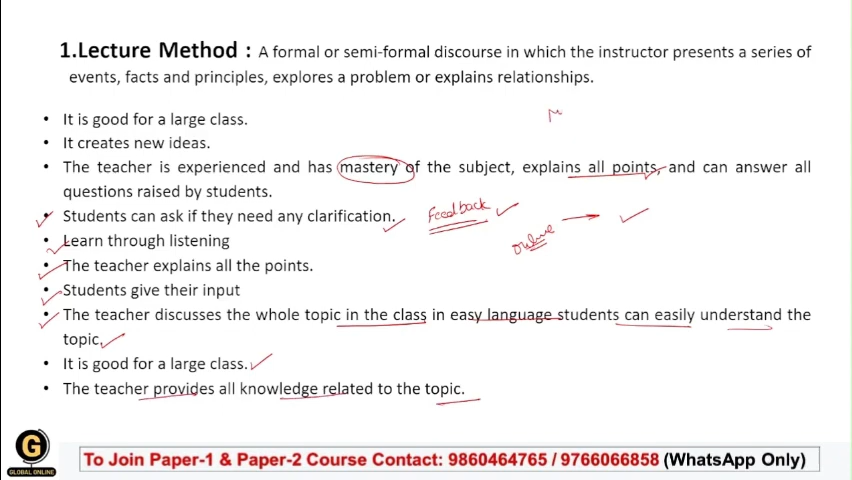 1.Lecture Method : A formal or semi-formal discourse in which the instructor presents a series of
events, facts and principles, explores a problem or explains relationships.
• It is good for a large class.
• It creates new ideas.
• The teacher is experienced and has mastery of the subject, explains all points, and can answer all
questions raised by students.
• Students can ask if they need any clarification.
Feedback
• Learn through listening
online
• The teacher explains all the points.
• Students give their input
• The teacher discusses the whole topic in the class in easy language students can easily understand the
topic.
• It is good for a large class.
• The teacher provides all knowledge related to the topic.
G
GLOBAL ONLINE
To Join Paper-1 & Paper-2 Course Contact: 9860464765 / 9766066858 (WhatsApp Only)